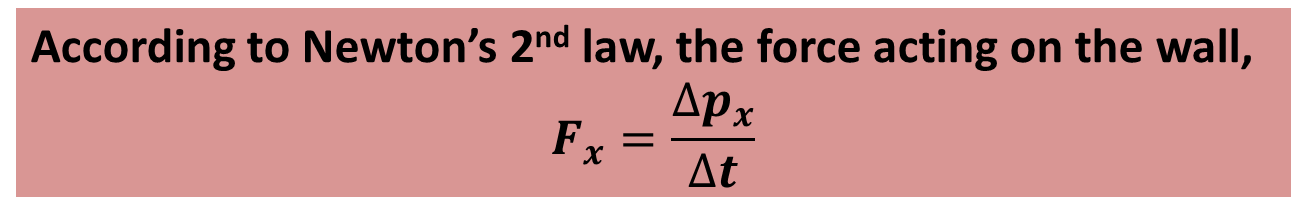 According to Newton's 2nd law, the force acting on the wall,
Fx = Δpx / Δt